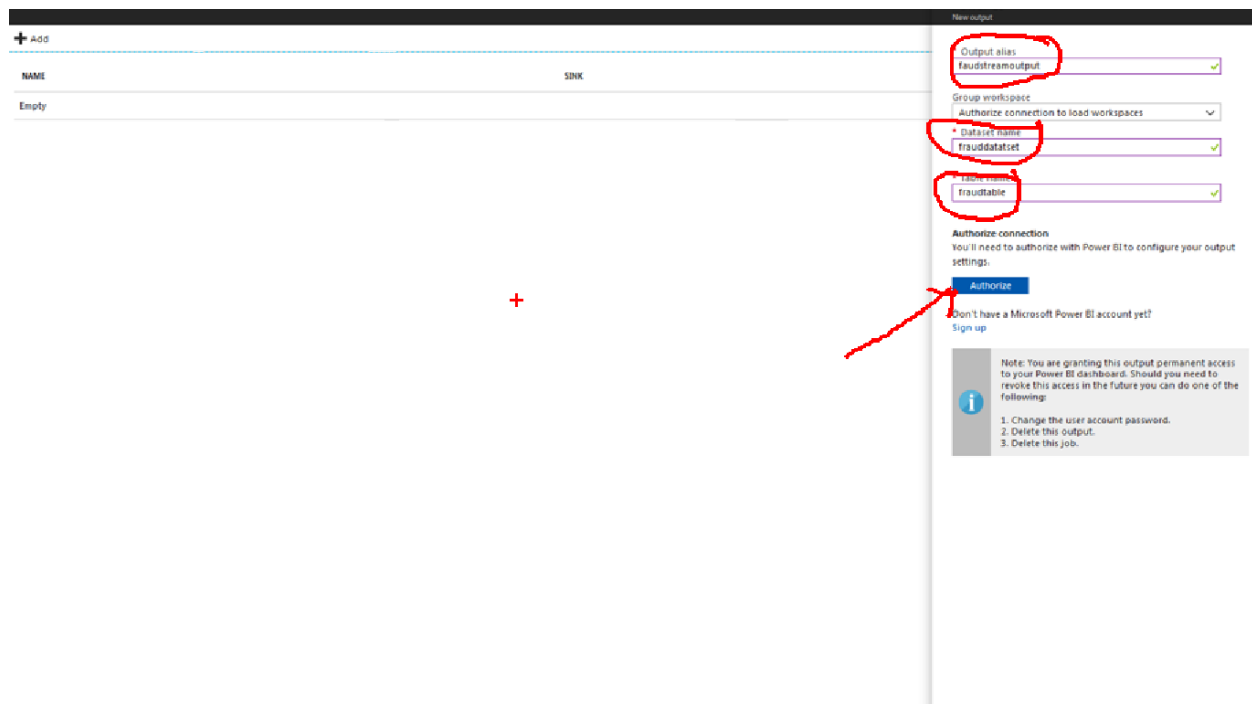 New output
Add
Output alias
faudstreamoutput
NAME
SINK
Empty
Group workspace
Authorize connection to load workspaces
* Dataset name
frauddatatset
* Table name
fraudtable
Authorize connection
You'll need to authorize with Power BI to configure your output
settings.
Authorize
Don't have a Microsoft Power BI account yet?
Sign up
Note: You are granting this output permanent access
to your Power BI dashboard. Should you need to
revoke this access in the future you can do one of the
following:
1. Change the user account password.
2. Delete this output.
3. Delete this job.